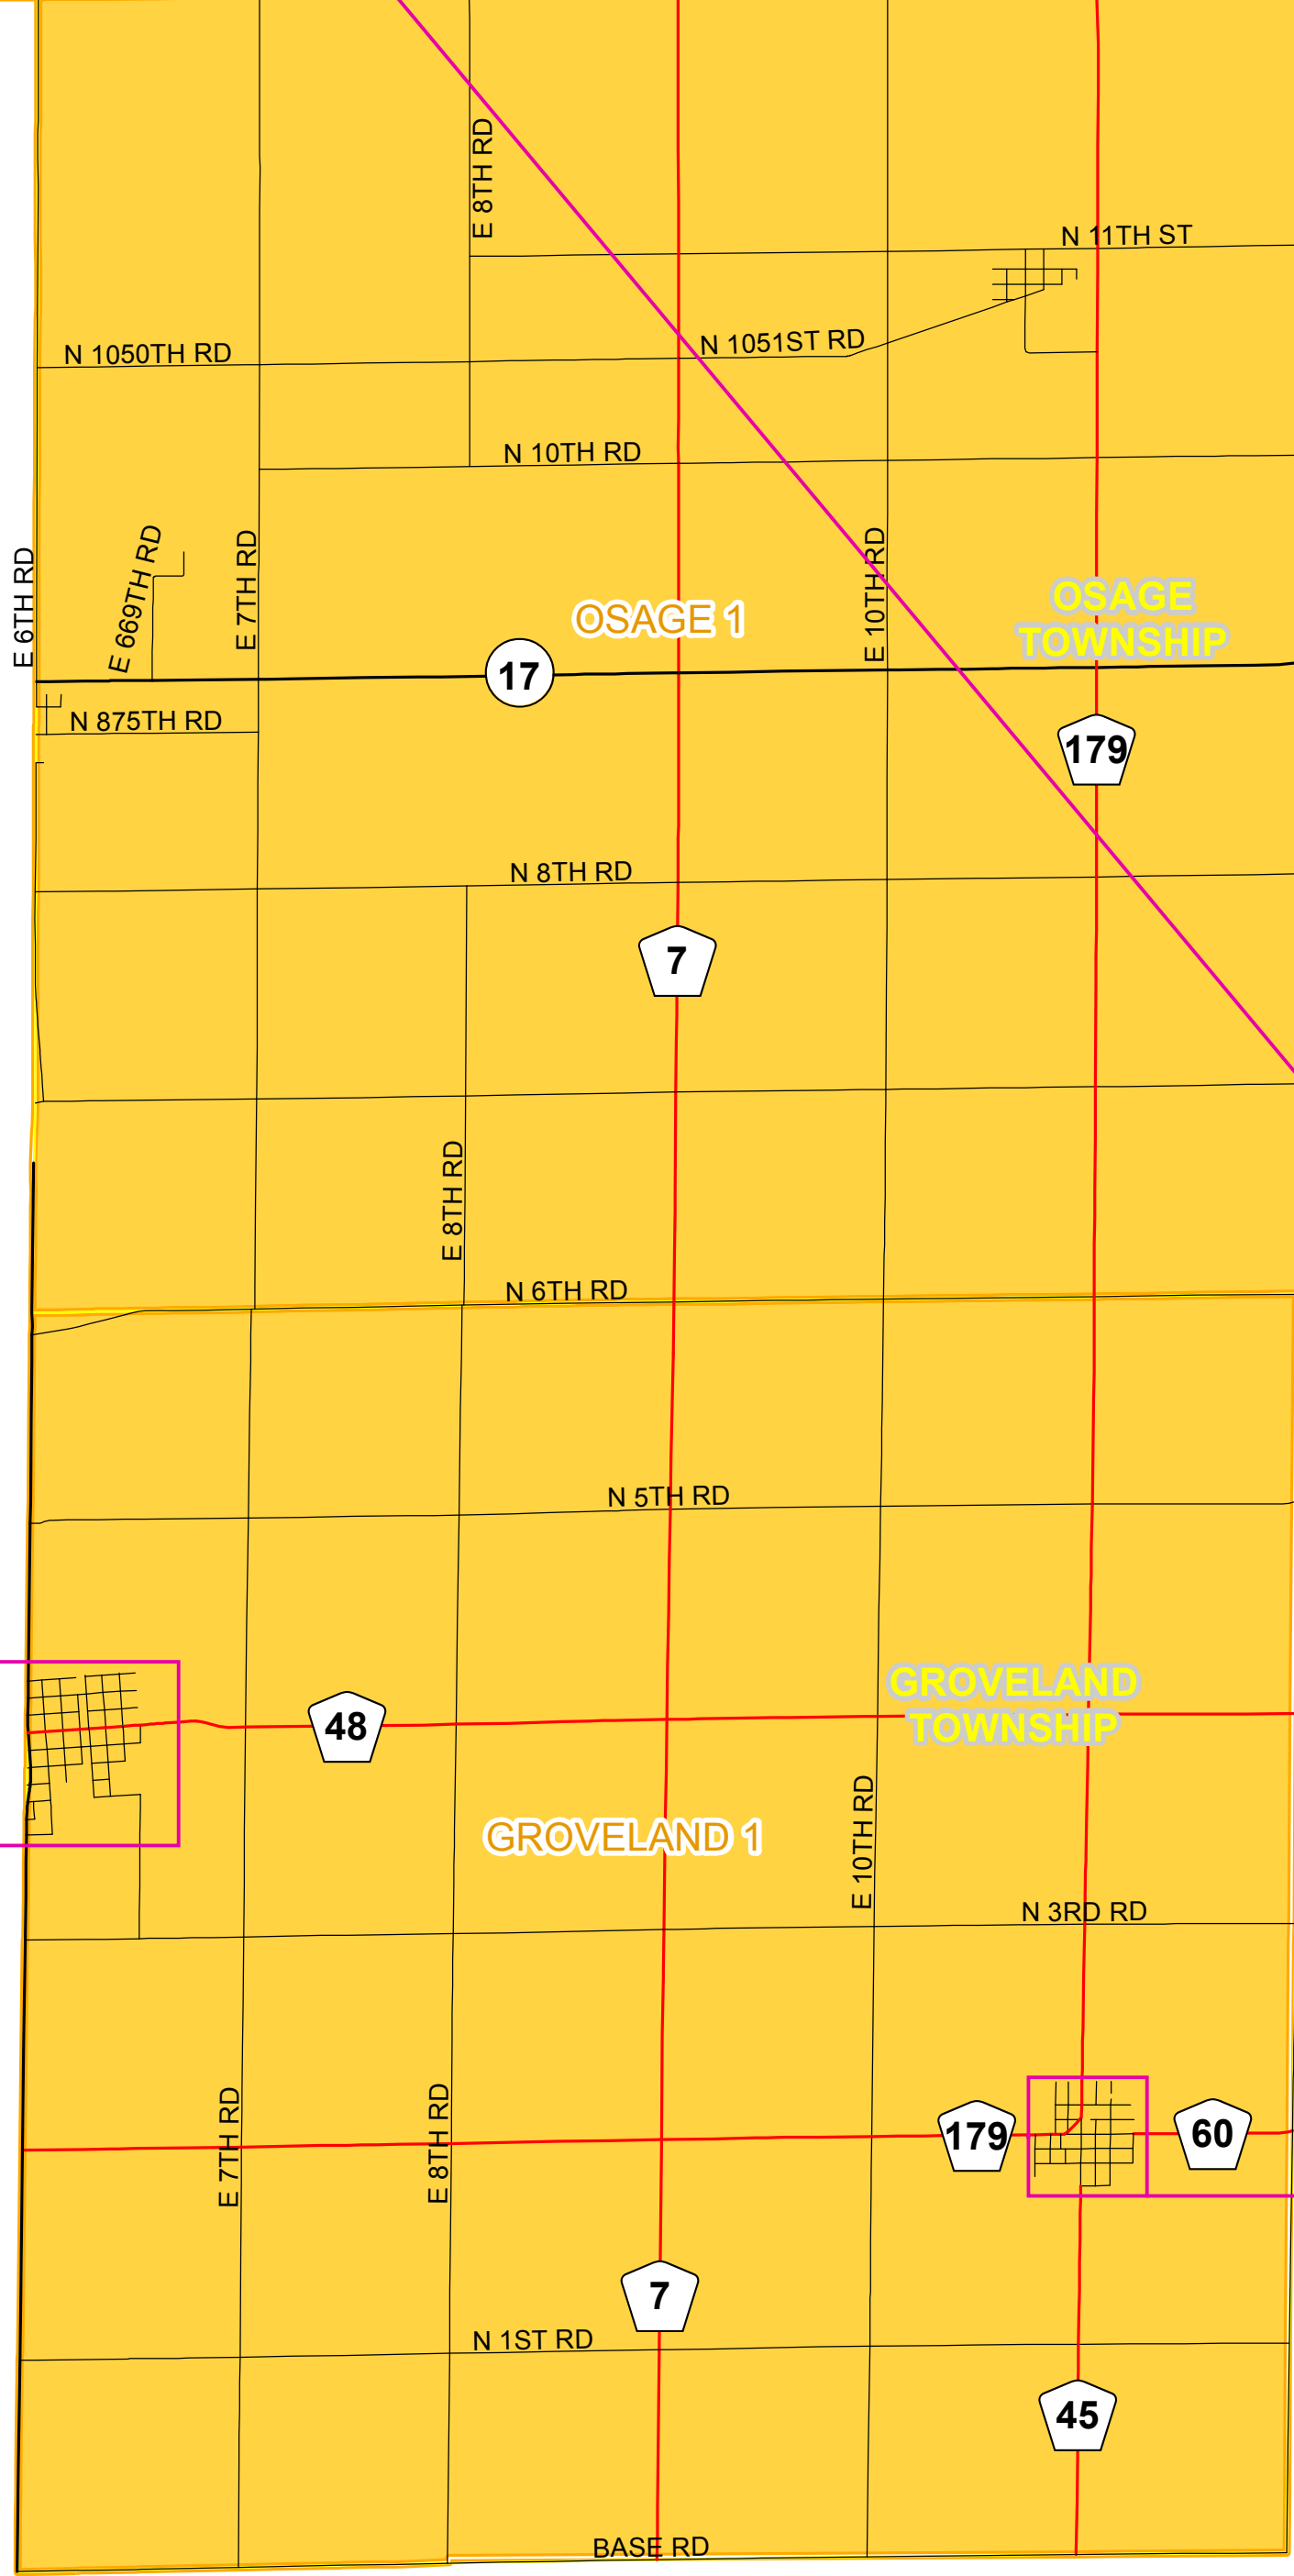 E 8TH RD
N 11TH ST
N 1051ST RD
N 1050TH RD
N 10TH RD
E 6TH RD
E 669TH RD
E 7TH RD
E 10TH RD
OSAGE 1
OSAGE
TOWNSHIP
17
N 875TH RD
179
N 8TH RD
7
E 8TH RD
N 6TH RD
N 5TH RD
GROVELAND
TOWNSHIP
48
E 10TH RD
GROVELAND 1
N 3RD RD
E 7TH RD
E 8TH RD
179
60
7
N 1ST RD
45
BASE RD